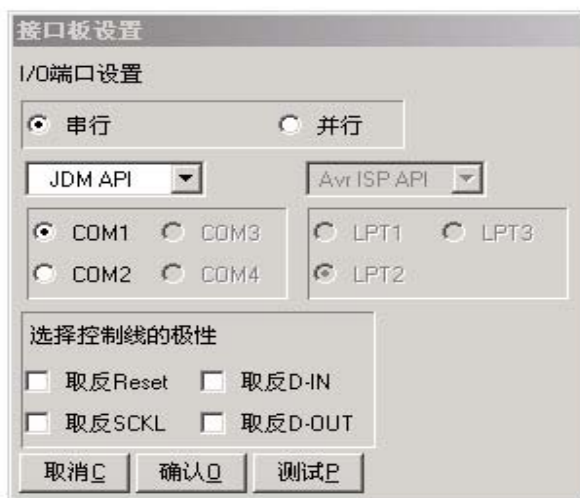 接口板设置
I/O端口设置
串行 并行
JDM API Avr ISP API
COM1 COM3 LPT1 LPT3
COM2 COM4 LPT2
选择控制线的极性
取反Reset 取反D-IN
取反SCKL 取反D-OUT
取消C 确认O 测试P